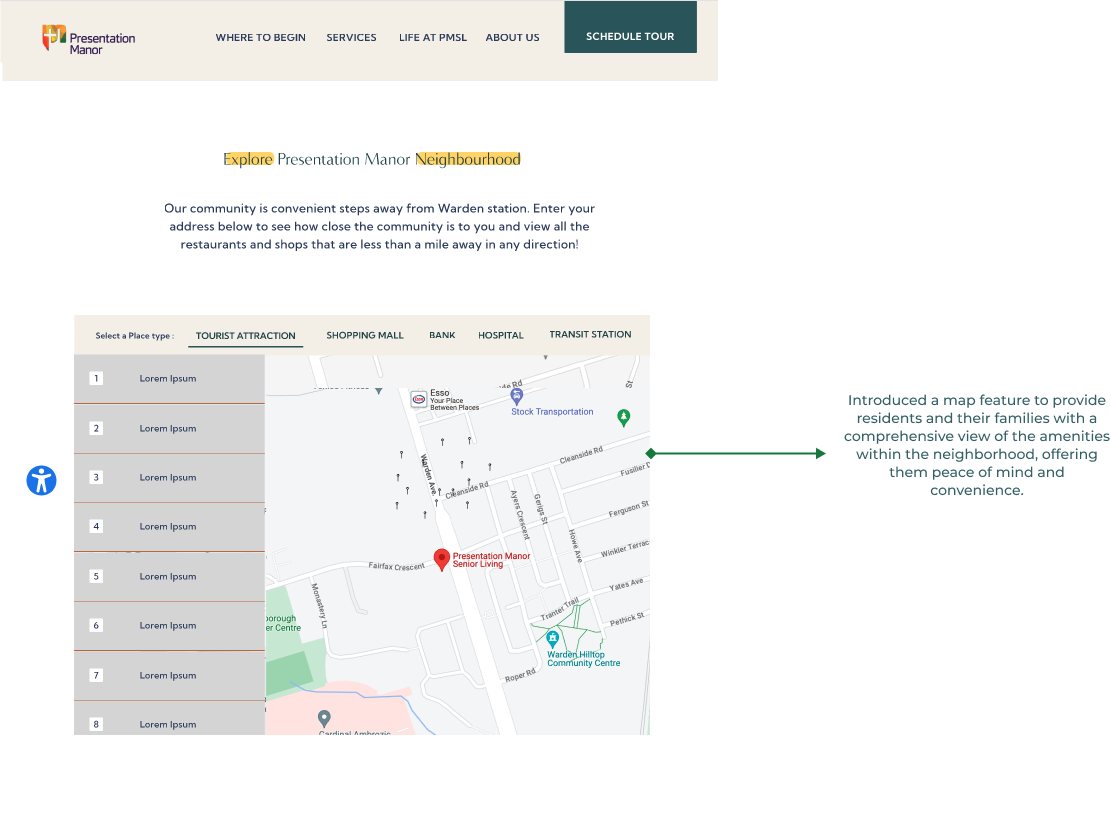 Presentation
Manor
WHERE TO BEGIN
SERVICES
LIFE AT PMSL
ABOUT US
SCHEDULE TOUR
Explore Presentation Manor Neighbourhood
Our community is convenient steps away from Warden station. Enter your
address below to see how close the community is to you and view all the
restaurants and shops that are less than a mile away in any direction!
Select a Place type :
TOURIST ATTRACTION
SHOPPING MALL
BANK
HOSPITAL
TRANSIT STATION
1 Lorem Ipsum
2 Lorem Ipsum
3 Lorem Ipsum
4 Lorem Ipsum
5 Lorem Ipsum
6 Lorem Ipsum
7 Lorem Ipsum
8 Lorem Ipsum
Esso
Your Place
Between Places
Rd
St
Stock Transportation
Cleanside Rd
Warden Ave
Cleanside Rd
Fusilier D
Ayers Crescent
Gerigs St
Ferguson St
Howe Ave
Winkler Terrac
Presentation Manor
Senior Living
Fairfax Crescent
Yates Ave
Monastery Ln
Tranter Trail
Pethick St
borough
er Centre
Warden Hilltop
Community Centre
Roper Rd
Cardinal Ambrozic
Introduced a map feature to provide
residents and their families with a
comprehensive view of the amenities
within the neighborhood, offering
them peace of mind and
convenience.